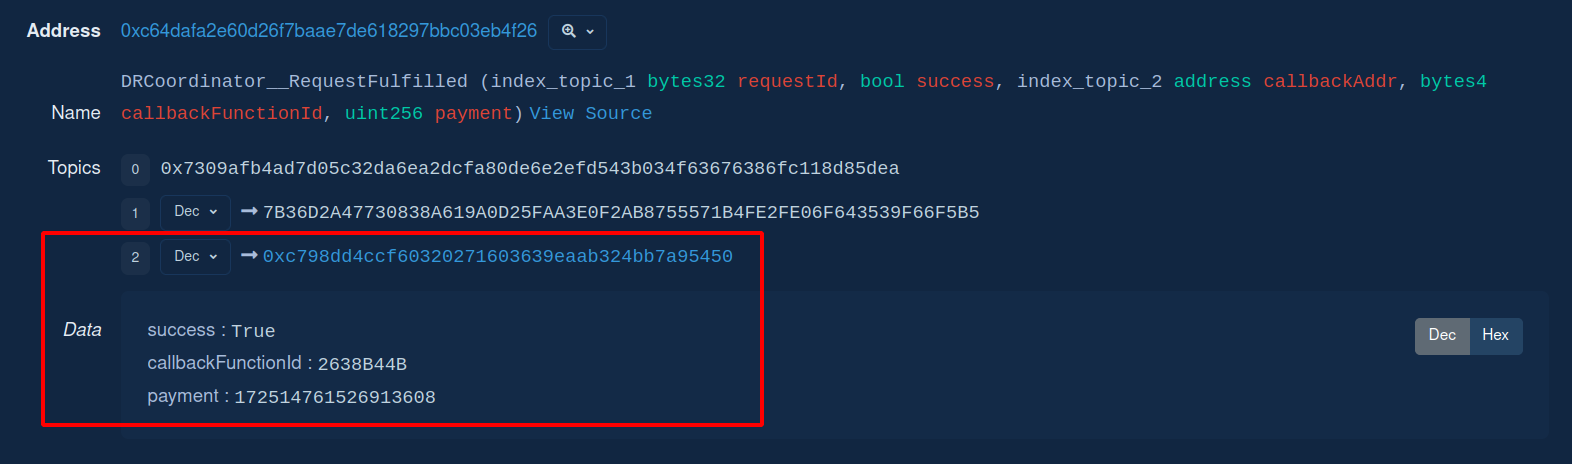 Address 0xc64dafa2e60d26f7baae7de618297bbc03eb4f26
DRCoordinator__RequestFulfilled (index_topic_1 bytes32 requestId, bool success, index_topic_2 address callbackAddr, bytes4
Name callbackFunctionId, uint256 payment) View Source
Topics 0 0x7309afb4ad7d05c32da6ea2dcfa80de6e2efd543b034f63676386fc118d85dea
1 Dec → 7B36D2A47730838A619A0D25FAA3E0F2AB8755571B4FE2FE06F643539F66F5B5
2 Dec → 0xc798dd4ccf60320271603639eaab324bb7a95450
Data success : True Dec Hex
callbackFunctionId : 2638B44B
payment : 172514761526913608